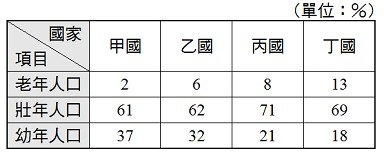 （單位：％）
國家
項目
甲國 乙國 丙國 丁國
老年人口 2 6 8 13
壯年人口 61 62 71 69
幼年人口 37 32 21 18